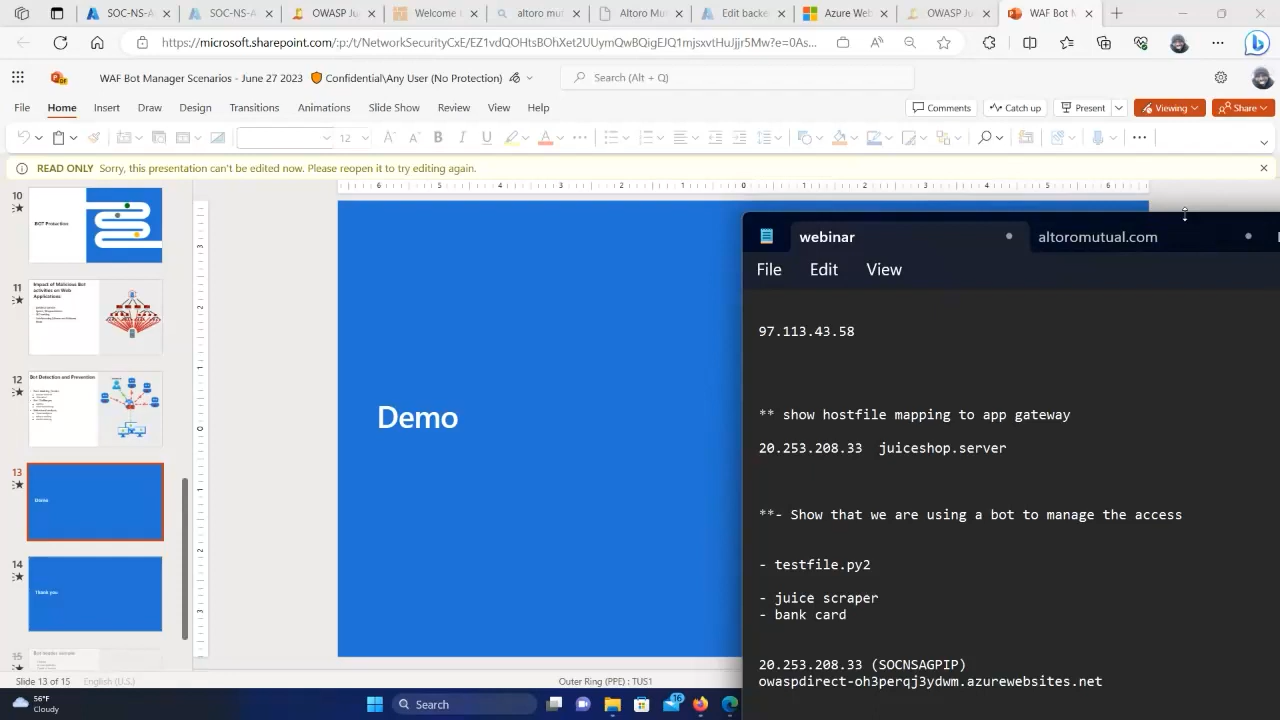 SOC-NS-A
SOC-NS-A
OWASP Ju
Welcome t
altoro mut
Altoro Mu
Edit backe
Azure Web
OWASP Ju
WAF Bot M
microsoft.sharepoint.com
WAF Bot Manager Scenarios - June 27 2023
Confidential\Any User (No Protection)
Search (Alt + Q)
File Home Insert Draw Design Transitions Animations Slide Show Review View Help
Comments Catch up Present Viewing Share
12
READ ONLY Sorry, this presentation can't be edited now. Please reopen it to try editing again.
10
BOT Protection
11
Impact of Malicious Bot
activities on Web
Applications
12
Bot Detection and Prevention
13
Demo
14
Thank you
15
Demo
webinar
altoromutual.com
File Edit View
97.113.43.58
** show hostfile mapping to app gateway
20.253.208.33 juiceshop.server
**- Show that we are using a bot to manage the access
- testfile.py2
- juice scraper
- bank card
20.253.208.33 (SOCNSAGPIP)
owaspdirect-oh3perqj3ydwm.azurewebsites.net
Slide 13 of 15 English (U.S.)
Outer Ring (PPE) : TUS1
56°F
Cloudy
Search
16